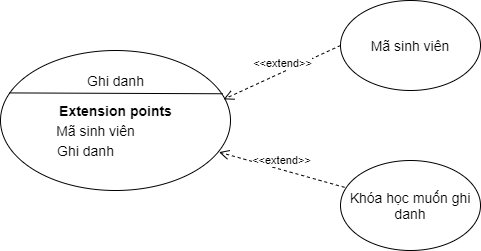 Ghi danh
Extension points
Mã sinh viên
Ghi danh
<<extend>>
Mã sinh viên
<<extend>>
Khóa học muốn ghi
danh